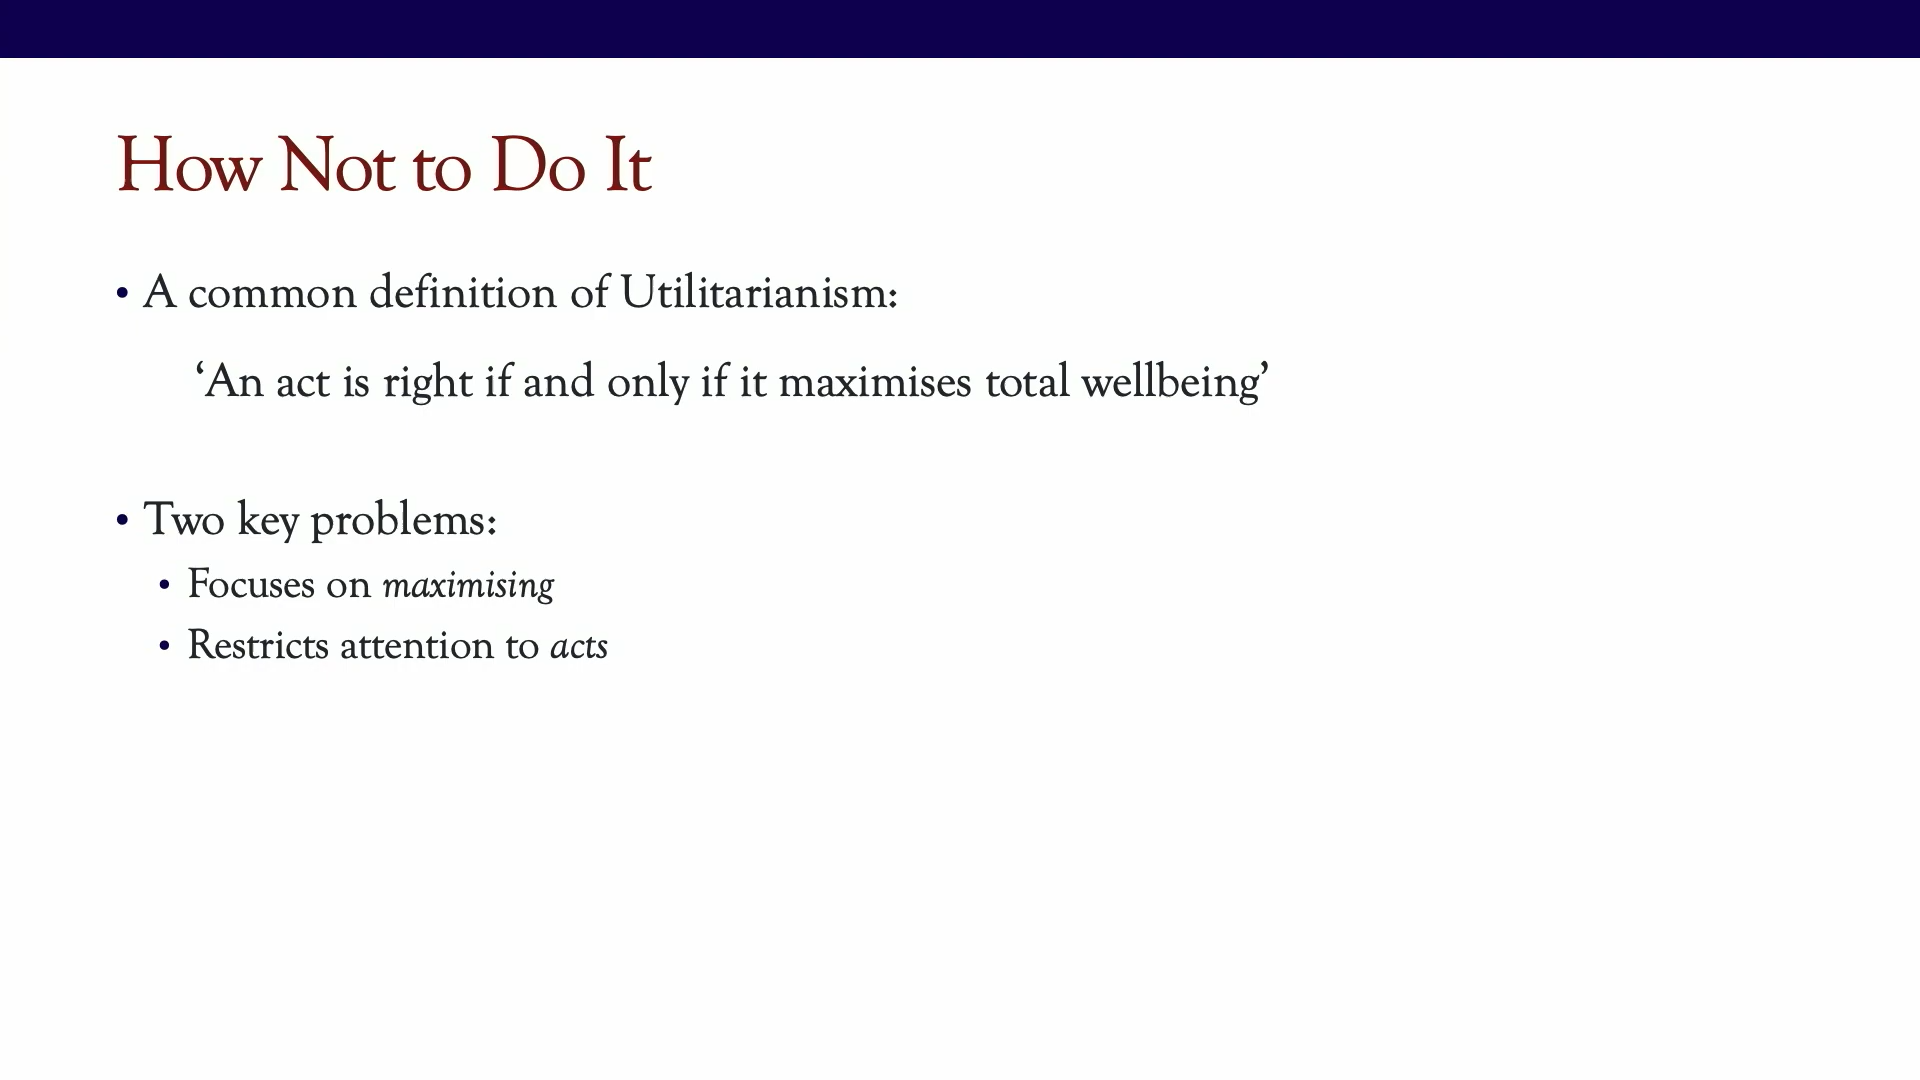 How Not to Do It
• A common definition of Utilitarianism:
‘An act is right if and only if it maximises total wellbeing’
• Two key problems:
• Focuses on maximising
• Restricts attention to acts